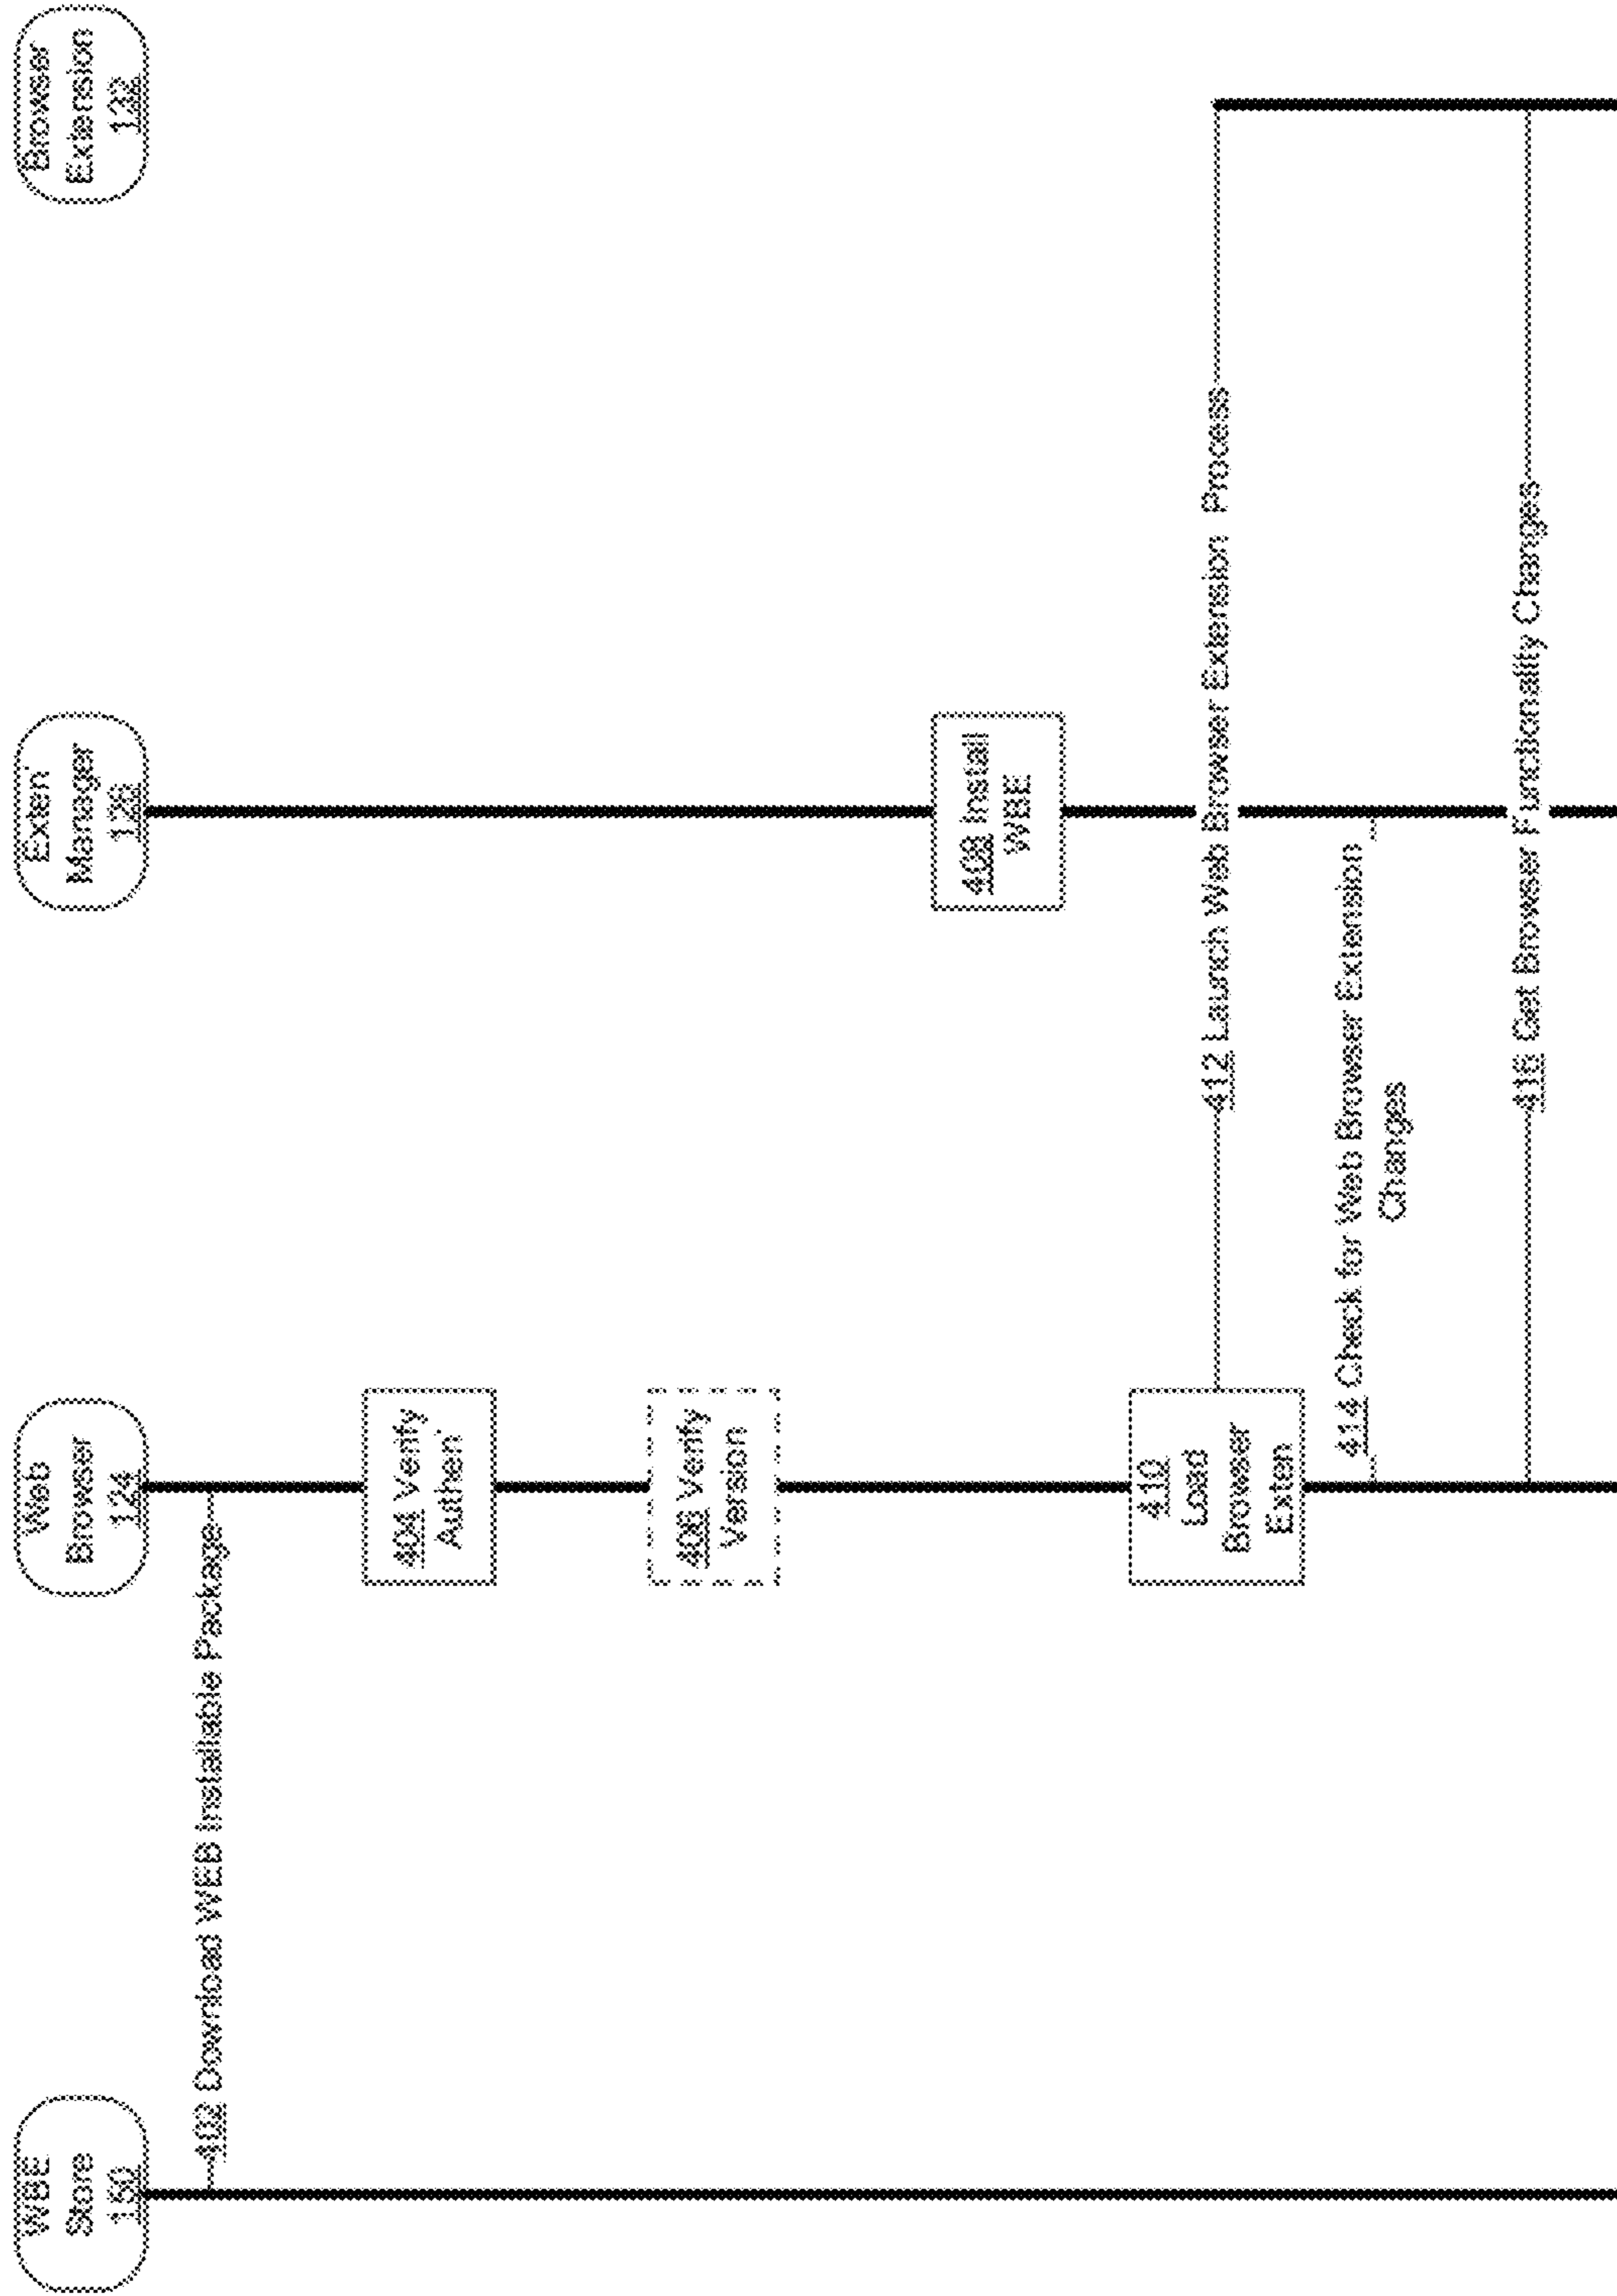 WBE
Store
150
Web
Browser
124
Exten'
Manager
128
Browser
Extension
132
402 Download WEB Installable Package
404 Verify
Authen'
406 Verify
Version
408 Install
WBE
410
Load
Browser
Exten
412 Launch Web Browser Extension Process
414 Check for Web Browser Extension
Changes
416 Get Browser Functionality Changes